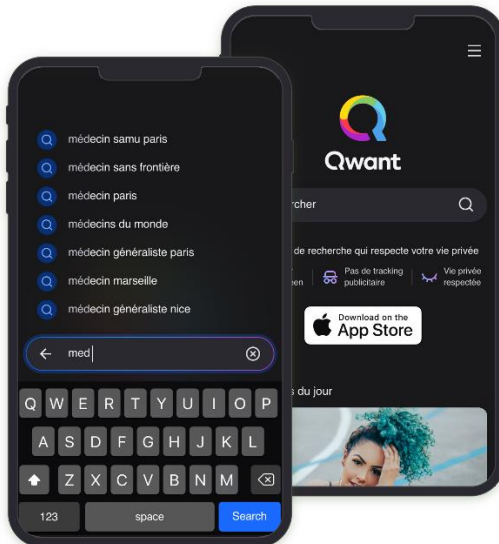 médecin samu paris
médecin sans frontière
médecin paris
médecins du monde
médecin généraliste paris
médecin marseille
médecin généraliste nice
med
Q W E R T Y U I O P
A S D F G H J K L
Z X C V B N M
123 space Search
Qwant
cher
de recherche qui respecte votre vie privée
en
Pas de tracking
publicitaire
Vie privée
respectée
Download on the
App Store
du jour